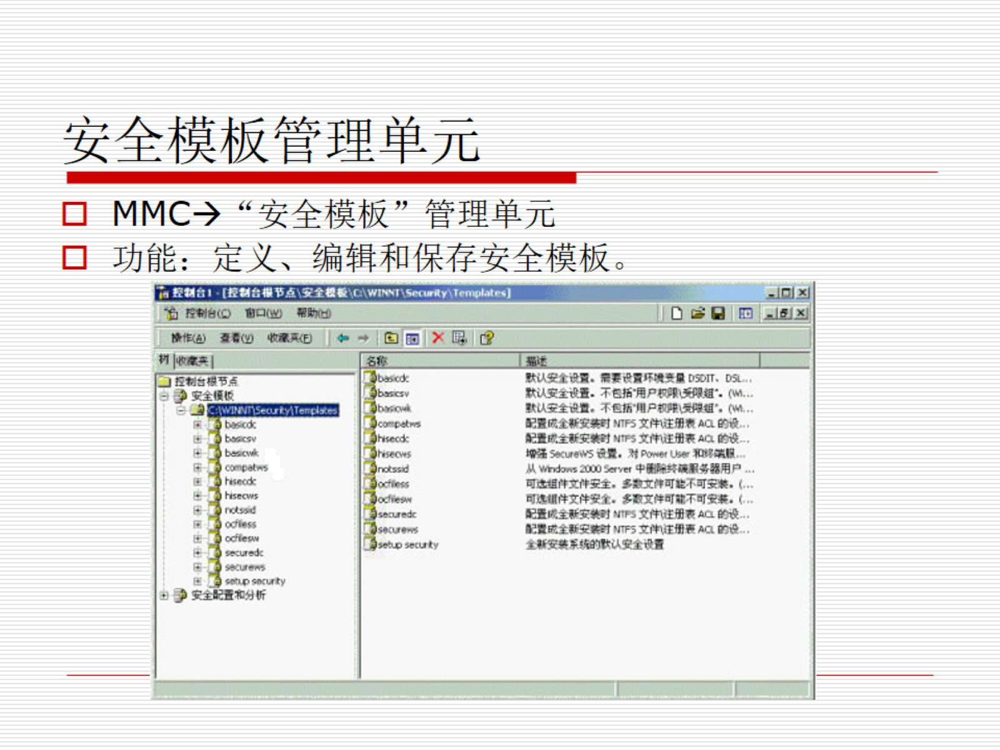 安全模板管理单元
MMC→“安全模板”管理单元
功能：定义、编辑和保存安全模板。
控制台1 - [控制台根节点\安全模板\C:\WINNT\Security\Templates]
控制台(C) 窗口(W) 帮助(H)
操作(A) 查看(V) 收藏夹(F)
树 收藏夹
控制台根节点
安全模板
C:\WINNT\Security\Templates
basicdc
basicsv
basicwk
compatws
hisecdc
hisecws
notssid
ocfiless
ocfilesw
securedc
securews
setup security
安全配置和分析
名称 描述
basicdc 默认安全设置。需要设置环境变量 DSDIT、DSL...
basicsv 默认安全设置。不包括"用户权限\受限组"。(Wi...
basicwk 默认安全设置。不包括"用户权限\受限组"。(Wi...
compatws 配置成全新安装时 NTFS 文件\注册表 ACL 的设...
hisecdc 配置成全新安装时 NTFS 文件\注册表 ACL 的设...
hisecws 增强 SecureWS 设置。对 Power User 和终端服...
notssid 从 Windows 2000 Server 中删除终端服务器用户 ...
ocfiless 可选组件文件安全。多数文件可能不可安装。(...
ocfilesw 可选组件文件安全。多数文件可能不可安装。(...
securedc 配置成全新安装时 NTFS 文件\注册表 ACL 的设...
securews 配置成全新安装时 NTFS 文件\注册表 ACL 的设...
setup security 全新安装系统的默认安全设置